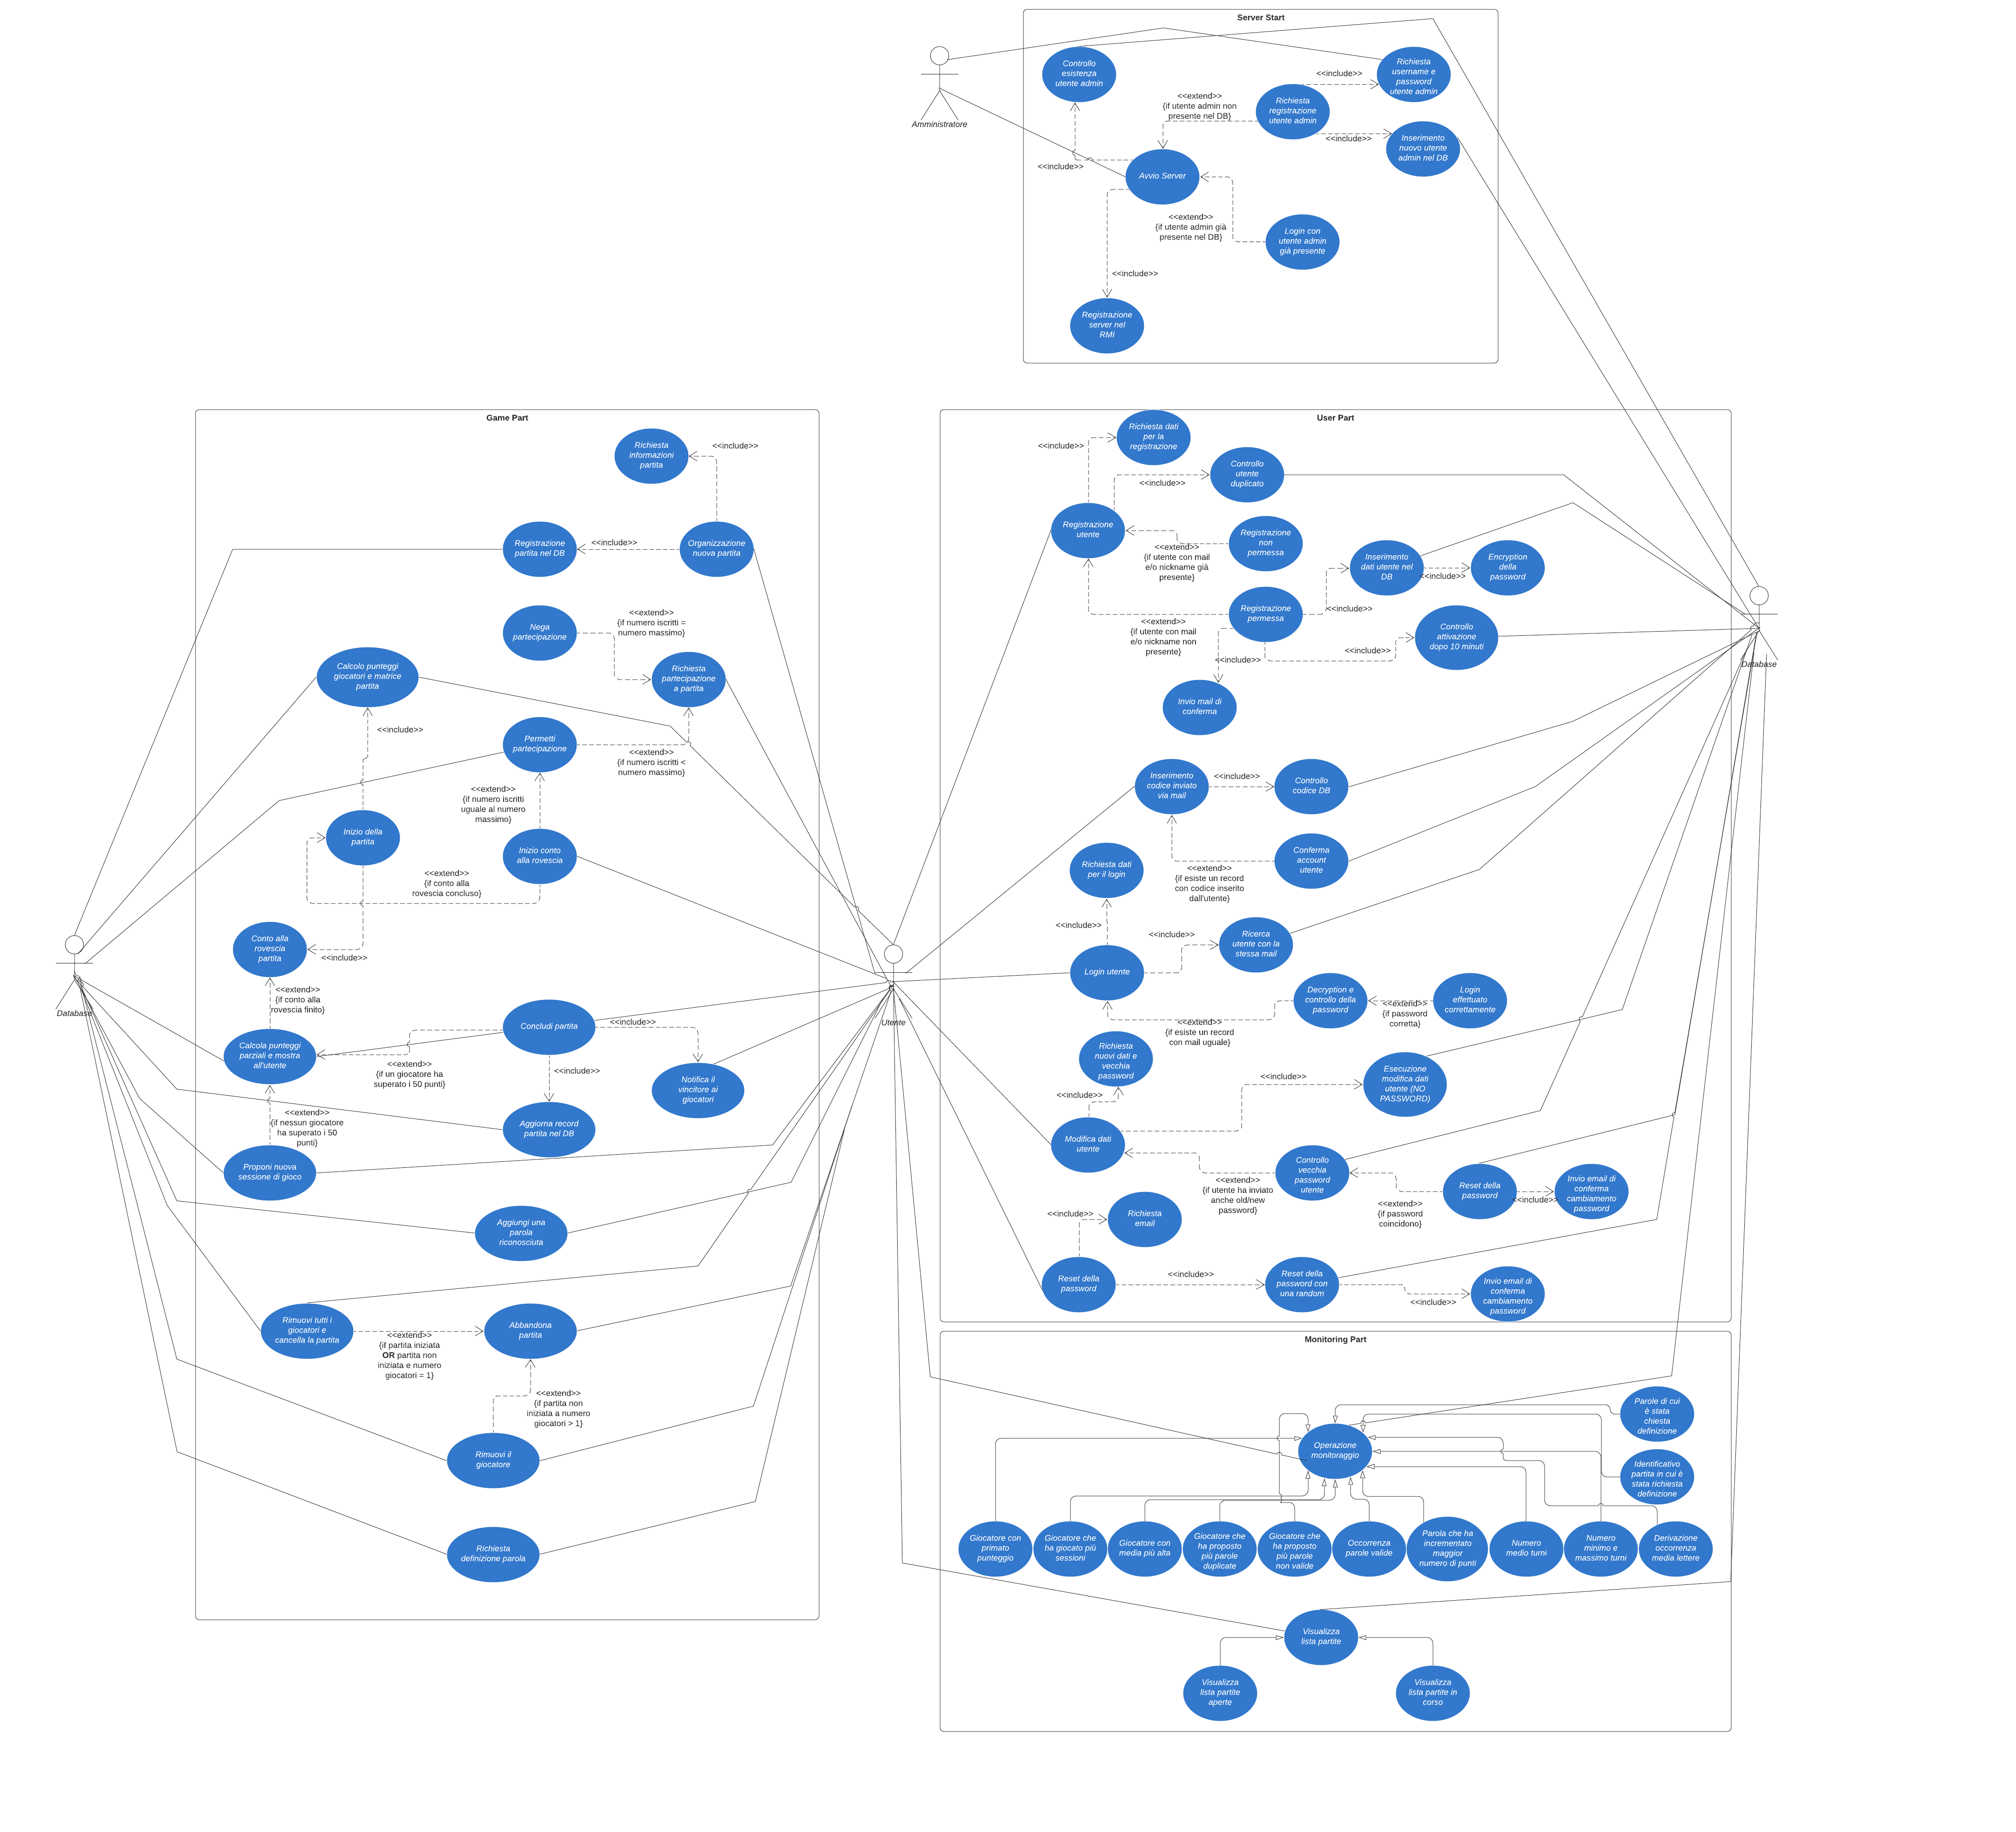 Server Start
Amministratore
Controllo
esistenza
utente admin
Richiesta
username e
password
utente admin
<<include>>
<<extend>>
{if utente admin non
presente nel DB}
Richiesta
registrazione
utente admin
<<include>>
Inserimento
nuovo utente
admin nel DB
<<include>>
Avvio Server
<<extend>>
{if utente admin già
presente nel DB}
Login con
utente admin
già presente
<<include>>
Registrazione
server nel
RMI
Game Part
Richiesta
informazioni
partita
<<include>>
Registrazione
partita nel DB
<<include>>
Organizzazione
nuova partita
Nega
partecipazione
<<extend>>
{if numero iscritti =
numero massimo}
Calcolo punteggi
giocatori e matrice
partita
Richiesta
partecipazione
a partita
<<include>>
Permetti
partecipazione
<<extend>>
{if numero iscritti <
numero massimo}
<<extend>>
{if numero iscritti
uguale al numero
massimo}
Inizio della
partita
Inizio conto
alla rovescia
<<extend>>
{if conto alla
rovescia concluso}
Conto alla
rovescia
partita
<<include>>
Database
<<extend>>
{if conto alla
rovescia finito}
Concludi partita
<<include>>
Utente
Calcola punteggi
parziali e mostra
all'utente
<<extend>>
{if un giocatore ha
superato i 50 punti}
<<include>>
Notifica il
vincitore ai
giocatori
<<extend>>
{if nessun giocatore
ha superato i 50
punti}
Aggiorna record
partita nel DB
Proponi nuova
sessione di gioco
Aggiungi una
parola
riconosciuta
Rimuovi tutti i
giocatori e
cancella la partita
<<extend>>
{if partita iniziata
OR partita non
iniziata e numero
giocatori = 1}
Abbandona
partita
<<extend>>
{if partita non
iniziata a numero
giocatori > 1}
Rimuovi il
giocatore
Richiesta
definizione parola
User Part
Richiesta dati
per la
registrazione
<<include>>
Controllo
utente
duplicato
<<include>>
Registrazione
utente
Registrazione
non
permessa
<<extend>>
{if utente con mail
e/o nickname già
presente}
Inserimento
dati utente nel
DB
<<include>>
Encryption
della
password
Registrazione
permessa
<<include>>
<<extend>>
{if utente con mail
e/o nickname non
presente}
Controllo
attivazione
dopo 10 minuti
<<include>>
<<include>>
Database
Invio mail di
conferma
Inserimento
codice inviato
via mail
<<include>>
Controllo
codice DB
Richiesta dati
per il login
Conferma
account
utente
<<extend>>
{if esiste un record
con codice inserito
dall'utente}
<<include>>
<<include>>
Ricerca
utente con la
stessa mail
Login utente
Decryption e
controllo della
password
<<extend>>
{if password
corretta}
Login
effettuato
correttamente
<<extend>>
{if esiste un record
con mail uguale}
Richiesta
nuovi dati e
vecchia
password
<<include>>
<<include>>
Esecuzione
modifica dati
utente (NO
PASSWORD)
Modifica dati
utente
Controllo
vecchia
password
utente
<<extend>>
{if utente ha inviato
anche old/new
password}
<<extend>>
{if password
coincidono}
Reset della
password
<<include>>
Invio email di
conferma
cambiamento
password
<<include>>
Richiesta
email
Reset della
password
<<include>>
Reset della
password con
una random
<<include>>
Invio email di
conferma
cambiamento
password
Monitoring Part
Parole di cui
è stata
chiesta
definizione
Operazione
monitoraggio
Identificativo
partita in cui è
stata richiesta
definizione
Giocatore con
primato
punteggio
Giocatore che
ha giocato più
sessioni
Giocatore con
media più alta
Giocatore che
ha proposto
più parole
duplicate
Giocatore che
ha proposto
più parole
non valide
Occorrenza
parole valide
Parola che ha
incrementato
maggior
numero di punti
Numero
medio turni
Numero
minimo e
massimo turni
Derivazione
occorrenza
media lettere
Visualizza
lista partite
Visualizza
lista partite
aperte
Visualizza
lista partite in
corso